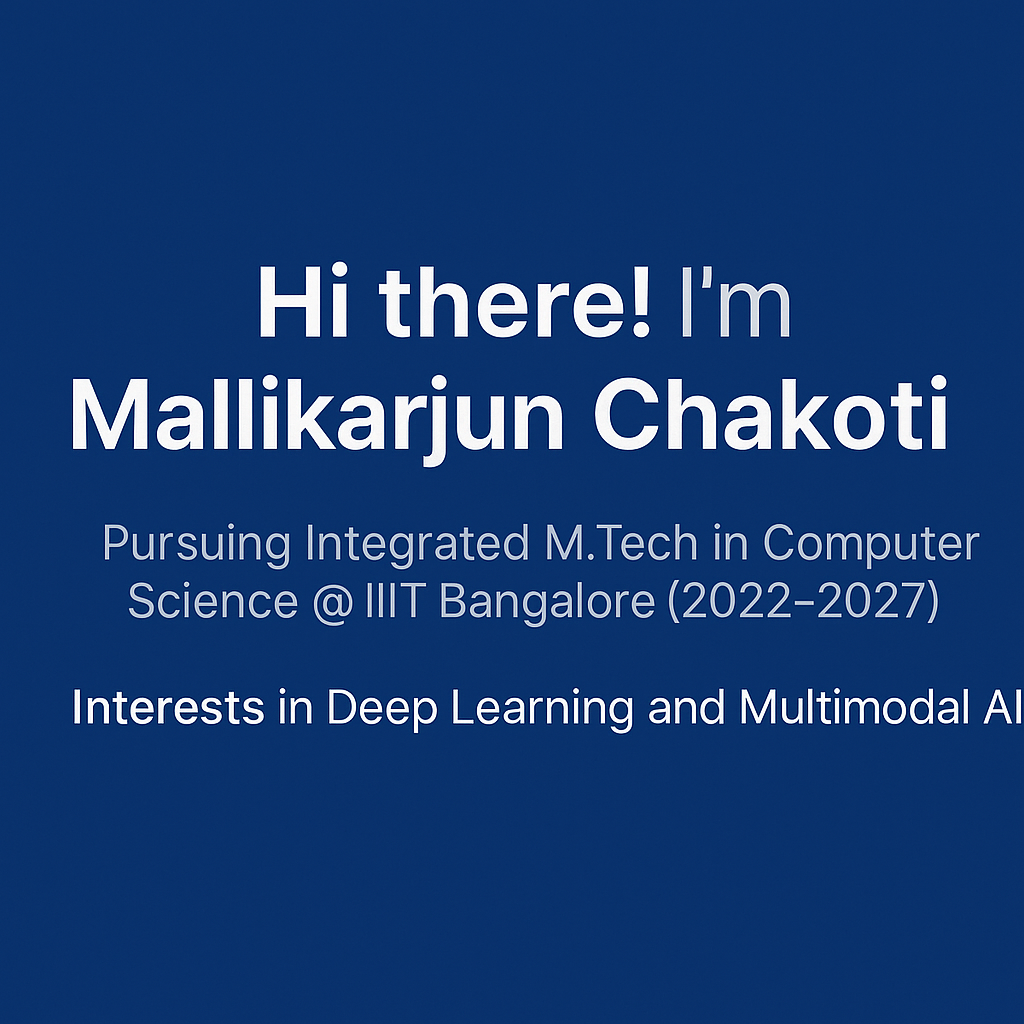 Hi there! I'm
Mallikarjun Chakoti
Pursuing Integrated M.Tech in Computer
Science @ IIIT Bangalore (2022–2027)
Interests in Deep Learning and Multimodal AI